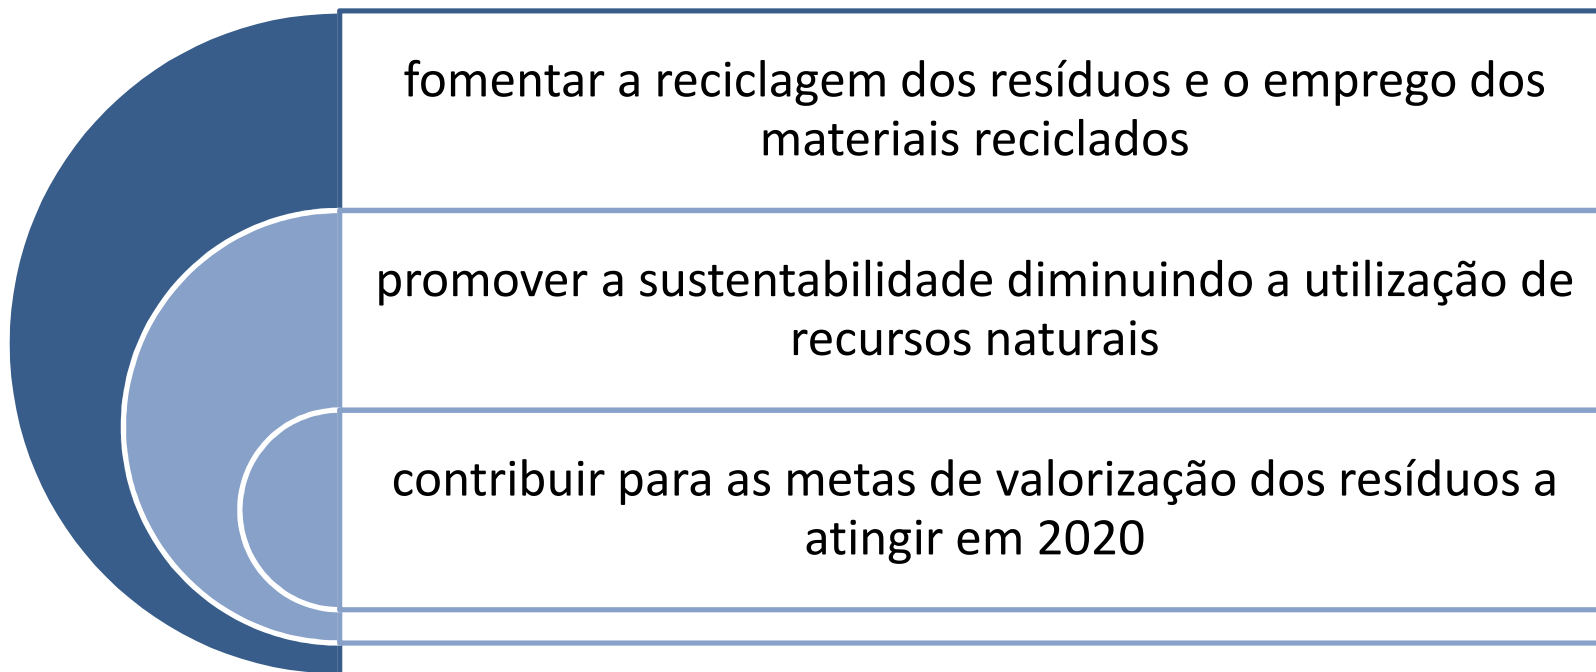 fomentar a reciclagem dos resíduos e o emprego dos
materiais reciclados
promover a sustentabilidade diminuindo a utilização de
recursos naturais
contribuir para as metas de valorização dos resíduos a
atingir em 2020